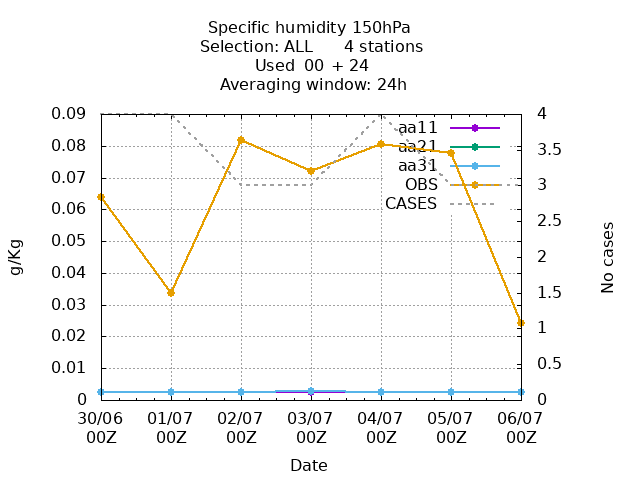 Specific humidity 150hPa
Selection: ALL      4 stations
Used  00  + 24
Averaging window: 24h
0.09
0.08
0.07
0.06
0.05
0.04
0.03
0.02
0.01
0
g/Kg
aa11
aa21
aa31
OBS
CASES
4
3.5
3
2.5
2
1.5
1
0.5
0
No cases
30/06 01/07 02/07 03/07 04/07 05/07 06/07
00Z 00Z 00Z 00Z 00Z 00Z 00Z
Date